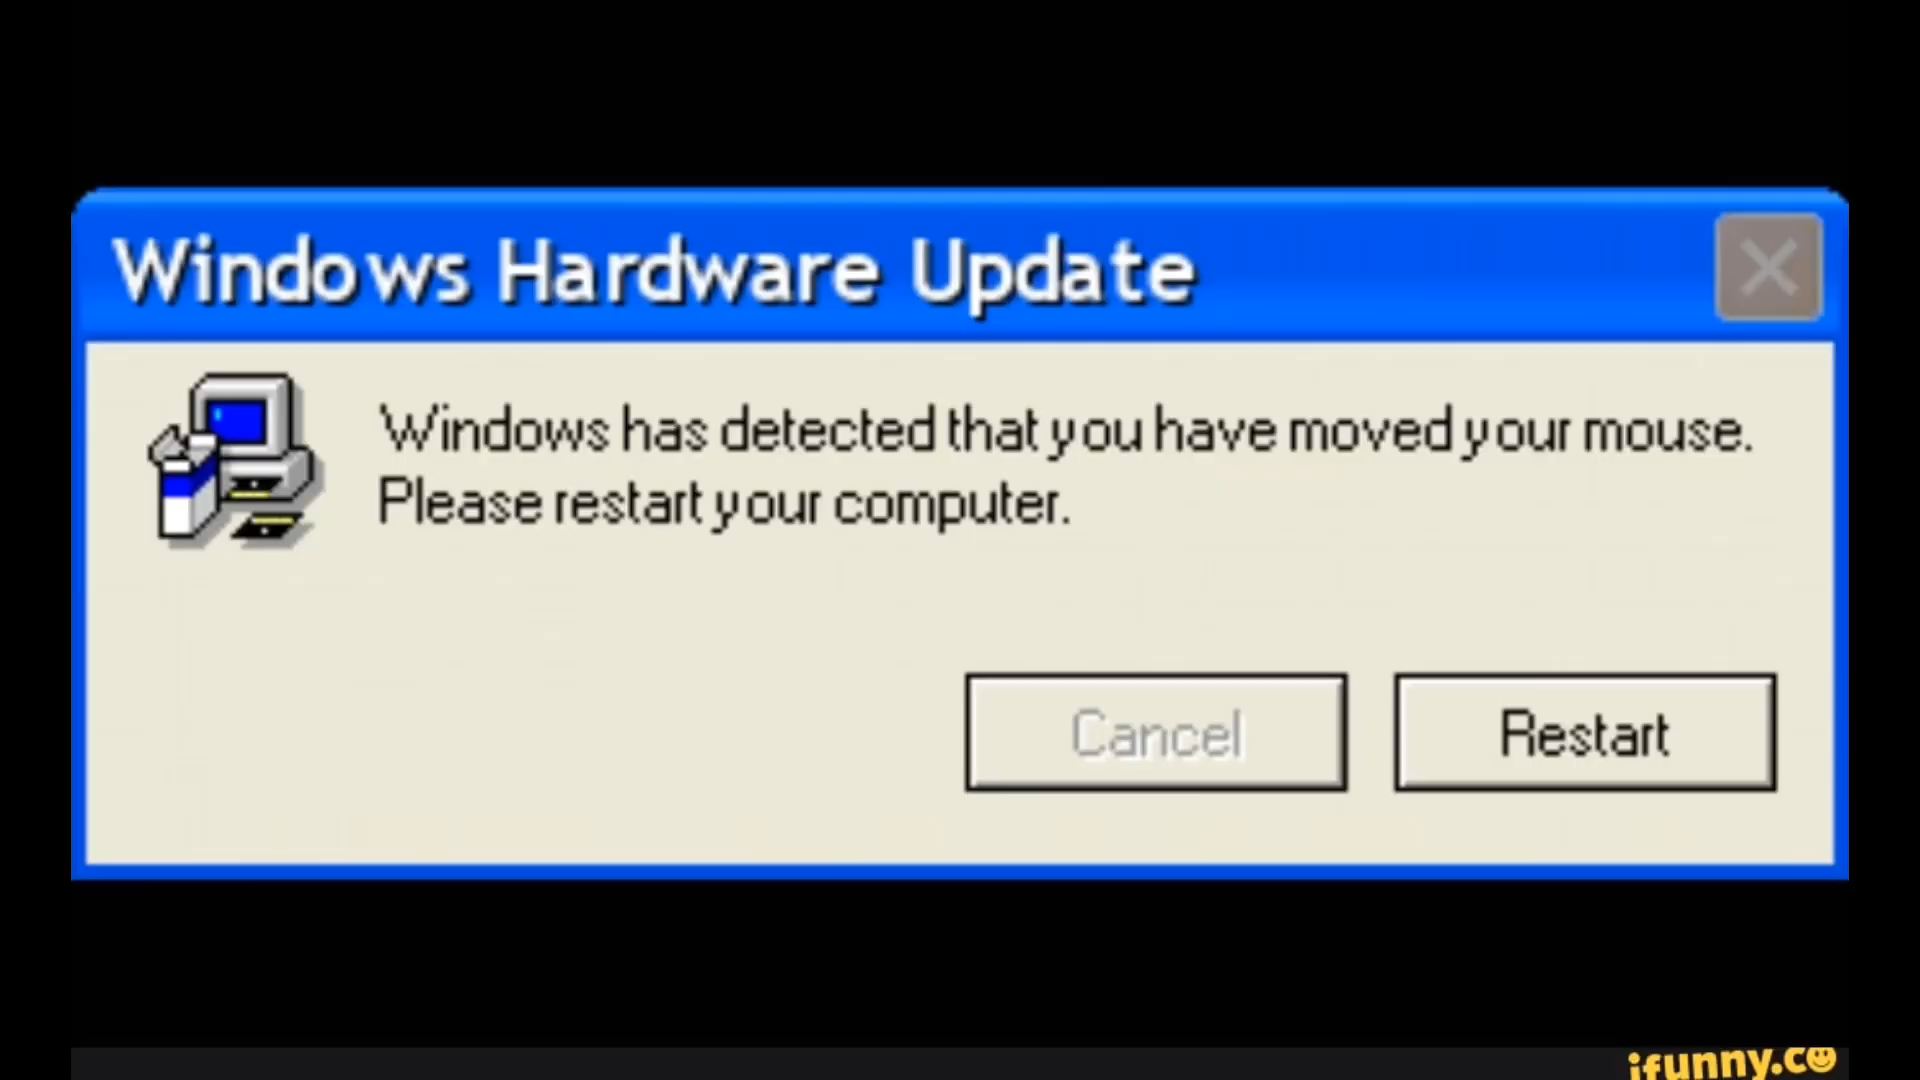 Windows Hardware Update
Windows has detected that you have moved your mouse.
Please restart your computer.
Cancel
Restart
ifunny.co